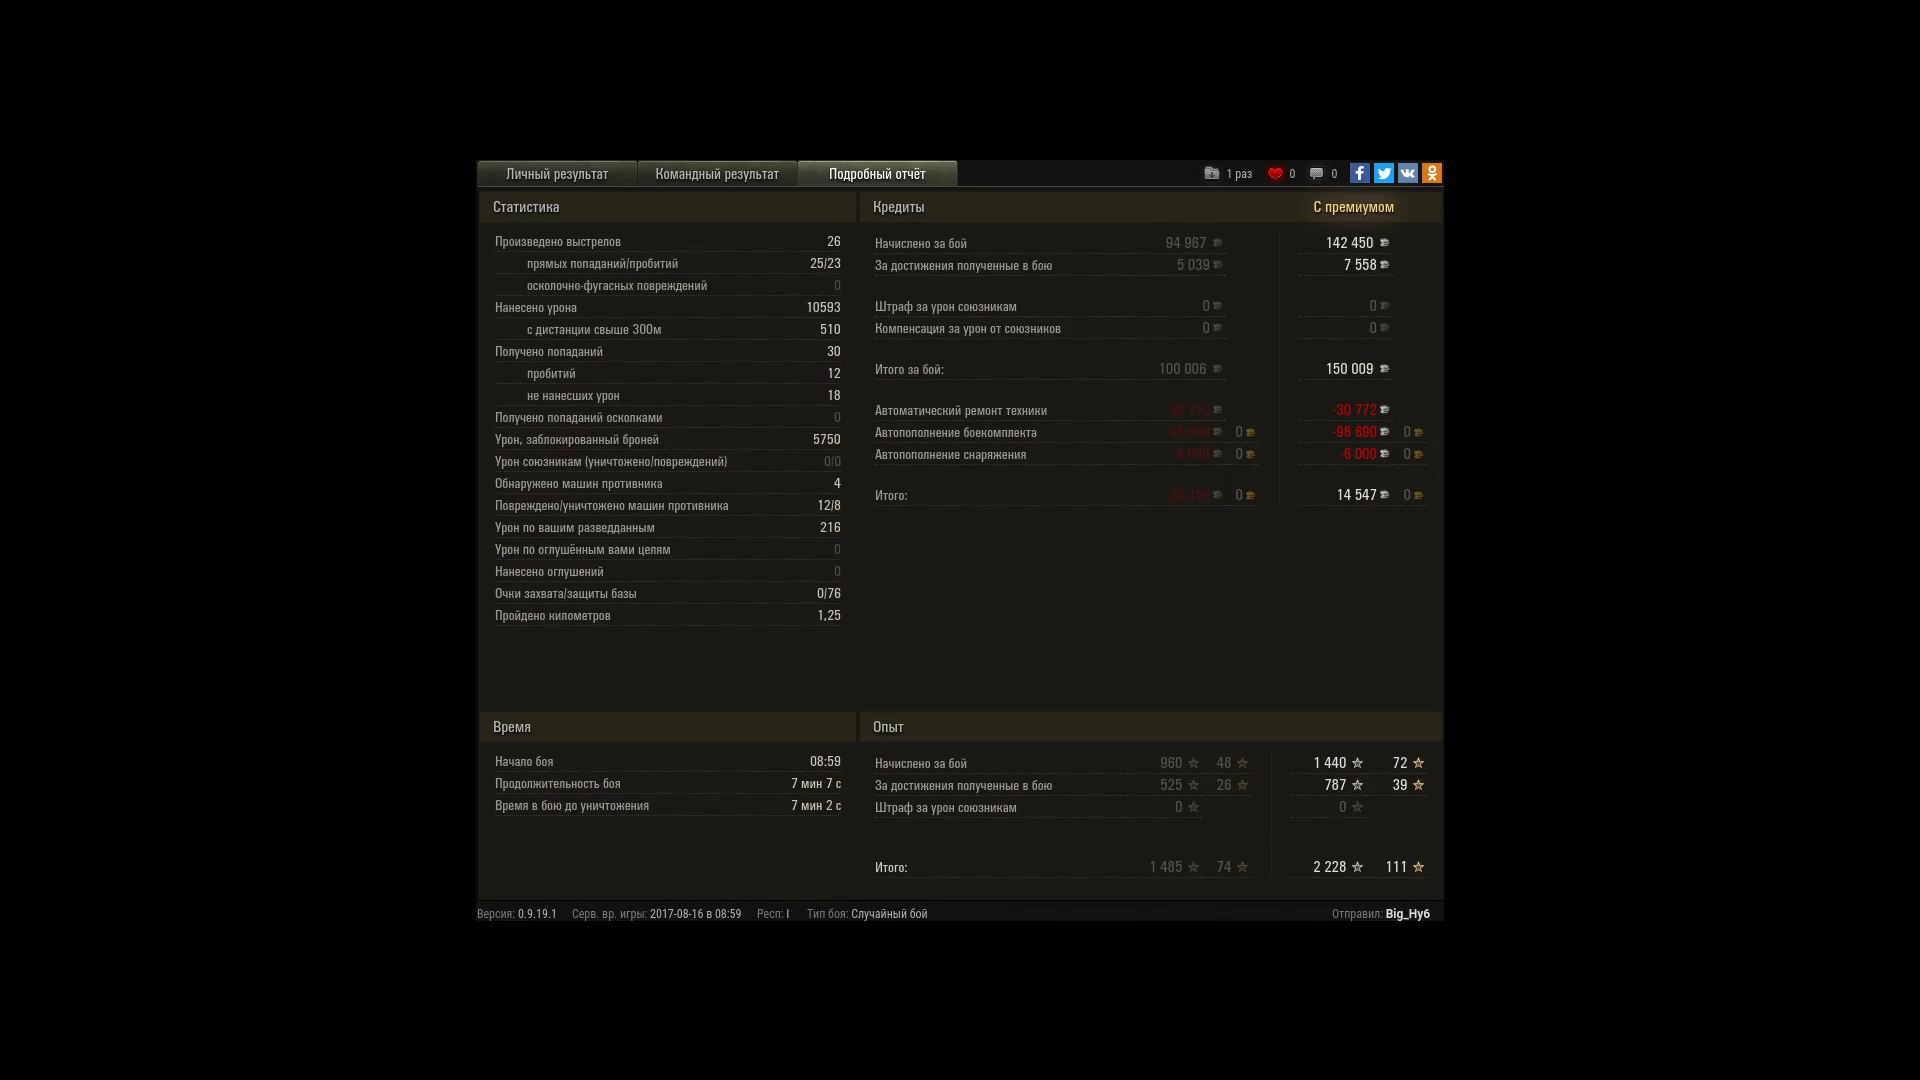 Личный результат Командный результат Подробный отчёт 1 раз 0 0
Статистика
Произведено выстрелов 26
прямых попаданий/пробитий 25/23
осколочно-фугасных повреждений 0
Нанесено урона 10593
с дистанции свыше 300м 510
Получено попаданий 30
пробитий 12
не нанесших урон 18
Получено попаданий осколками 0
Урон, заблокированный броней 5750
Урон союзникам (уничтожено/повреждений) 0/0
Обнаружено машин противника 4
Повреждено/уничтожено машин противника 12/8
Урон по вашим разведданным 216
Урон по оглушённым вами целям 0
Нанесено оглушений 0
Очки захвата/защиты базы 0/76
Пройдено километров 1,25
Кредиты С премиумом
Начислено за бой 94 967 142 450
За достижения полученные в бою 5 039 7 558
Штраф за урон союзникам 0 0
Компенсация за урон от союзников 0 0
Итого за бой: 100 006 150 009
Автоматический ремонт техники -30 772 -30 772
Автопополнение боекомплекта -98 690 0 -98 690 0
Автопополнение снаряжения -6 000 0 -6 000 0
Итого: -35 456 0 14 547 0
Время
Начало боя 08:59
Продолжительность боя 7 мин 7 с
Время в бою до уничтожения 7 мин 2 с
Опыт
Начислено за бой 960 48 1 440 72
За достижения полученные в бою 525 26 787 39
Штраф за урон союзникам 0 0
Итого: 1 485 74 2 228 111
Версия: 0.9.19.1 Серв. вр. игры: 2017-08-16 в 08:59 Респ: I Тип боя: Случайный бой Отправил: Big_Hy6